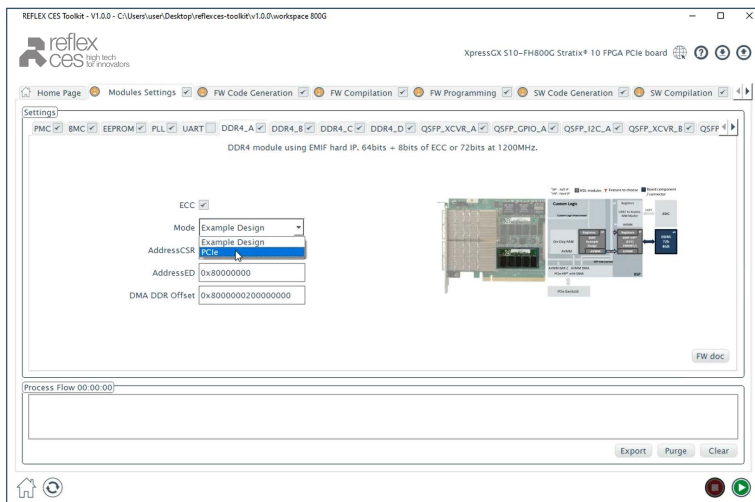 REFLEX CES Toolkit - V1.0.0 - C:\Users\user\Desktop\reflexces-toolkit\v1.0.0\workspace 800G
reflex
CES high tech
for innovators
XpressGX S10-FH800G Stratix® 10 FPGA PCIe board
Home Page Modules Settings FW Code Generation FW Compilation FW Programming SW Code Generation SW Compilation
Settings
PMC BMC EEPROM PLL UART DDR4_A DDR4_B DDR4_C DDR4_D QSFP_XCVR_A QSFP_GPIO_A QSFP_I2C_A QSFP_XCVR_B QSFP
DDR4 module using EMIF hard IP. 64bits + 8bits of ECC or 72bits at 1200MHz.
ECC
Mode Example Design
Example Design
PCIe
AddressCSR
AddressED 0x80000000
DMA DDR Offset 0x8000000200000000
Custom Logic
BMC
DDR4
PCIe Gen3x16
FW doc
Process Flow 00:00:00
Export Purge Clear